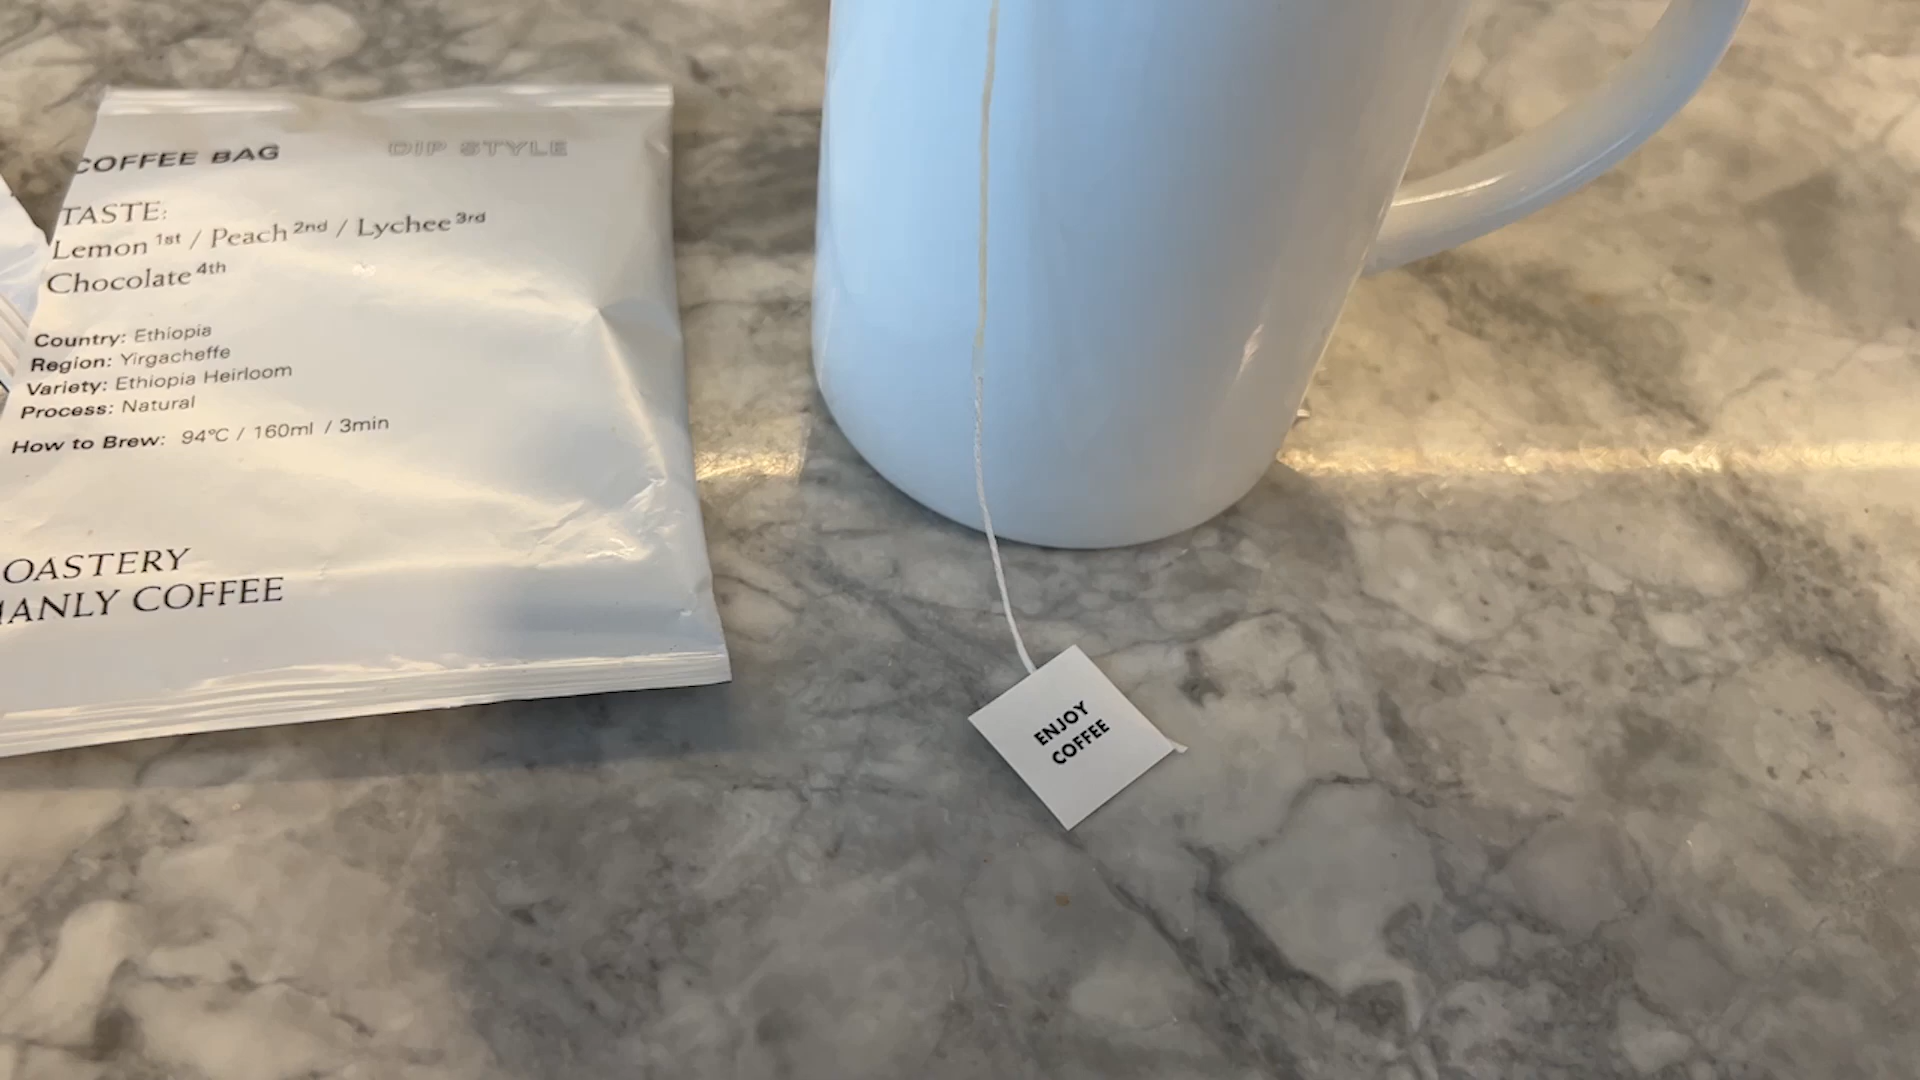 COFFEE BAG DIP STYLE
TASTE:
Lemon 1st / Peach 2nd / Lychee 3rd
Chocolate 4th
Country: Ethiopia
Region: Yirgacheffe
Variety: Ethiopia Heirloom
Process: Natural
How to Brew: 94°C / 160ml / 3min
OASTERY
MANLY COFFEE
ENJOY
COFFEE